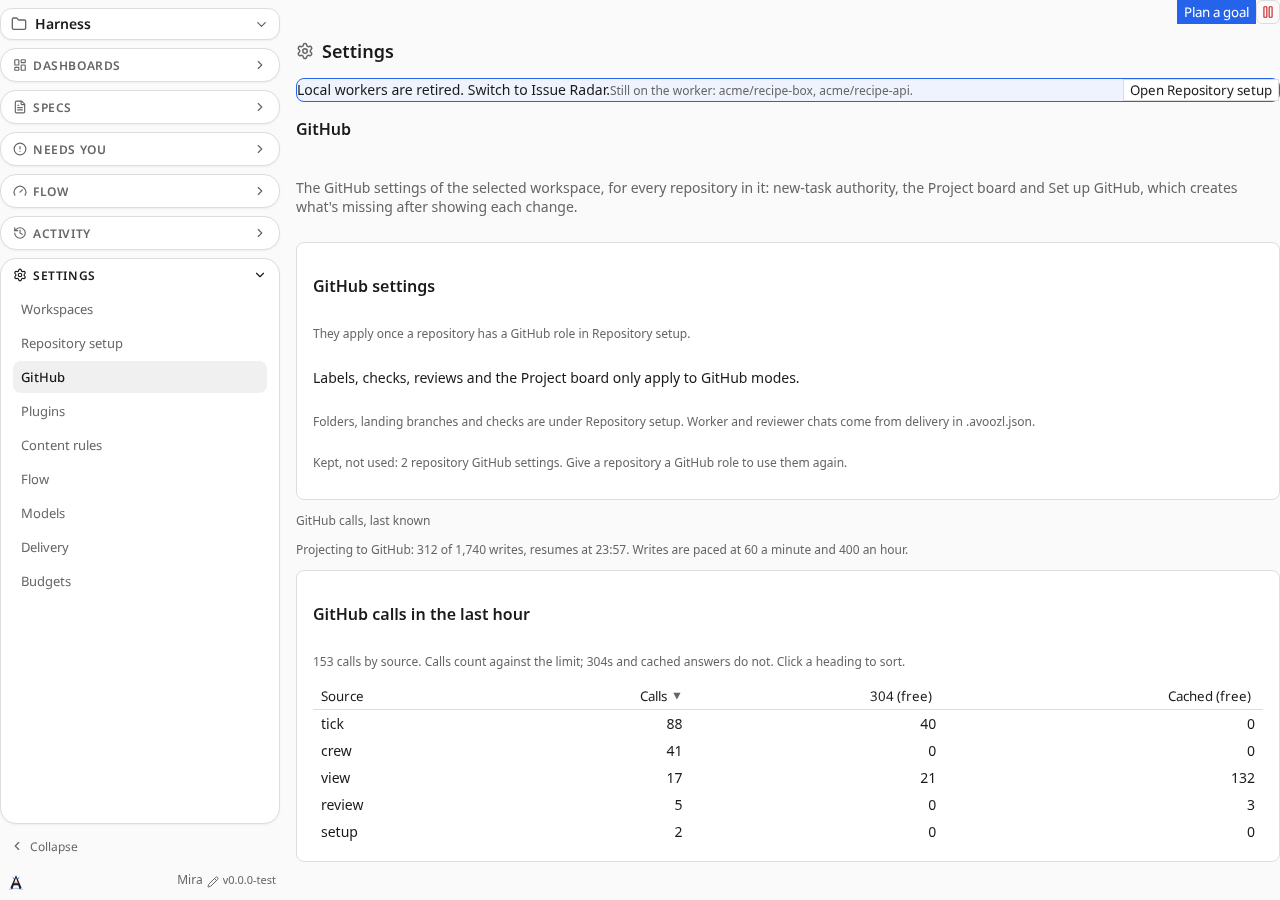 Harness
Plan a goal
DASHBOARDS
SPECS
NEEDS YOU
FLOW
ACTIVITY
SETTINGS
Workspaces
Repository setup
GitHub
Plugins
Content rules
Flow
Models
Delivery
Budgets
Collapse
A
Mira v0.0.0-test
Settings
Local workers are retired. Switch to Issue Radar. Still on the worker: acme/recipe-box, acme/recipe-api. Open Repository setup
GitHub
The GitHub settings of the selected workspace, for every repository in it: new-task authority, the Project board and Set up GitHub, which creates
what's missing after showing each change.
GitHub settings
They apply once a repository has a GitHub role in Repository setup.
Labels, checks, reviews and the Project board only apply to GitHub modes.
Folders, landing branches and checks are under Repository setup. Worker and reviewer chats come from delivery in .avoozl.json.
Kept, not used: 2 repository GitHub settings. Give a repository a GitHub role to use them again.
GitHub calls, last known
Projecting to GitHub: 312 of 1,740 writes, resumes at 23:57. Writes are paced at 60 a minute and 400 an hour.
GitHub calls in the last hour
153 calls by source. Calls count against the limit; 304s and cached answers do not. Click a heading to sort.
Source Calls ▼ 304 (free) Cached (free)
tick 88 40 0
crew 41 0 0
view 17 21 132
review 5 0 3
setup 2 0 0